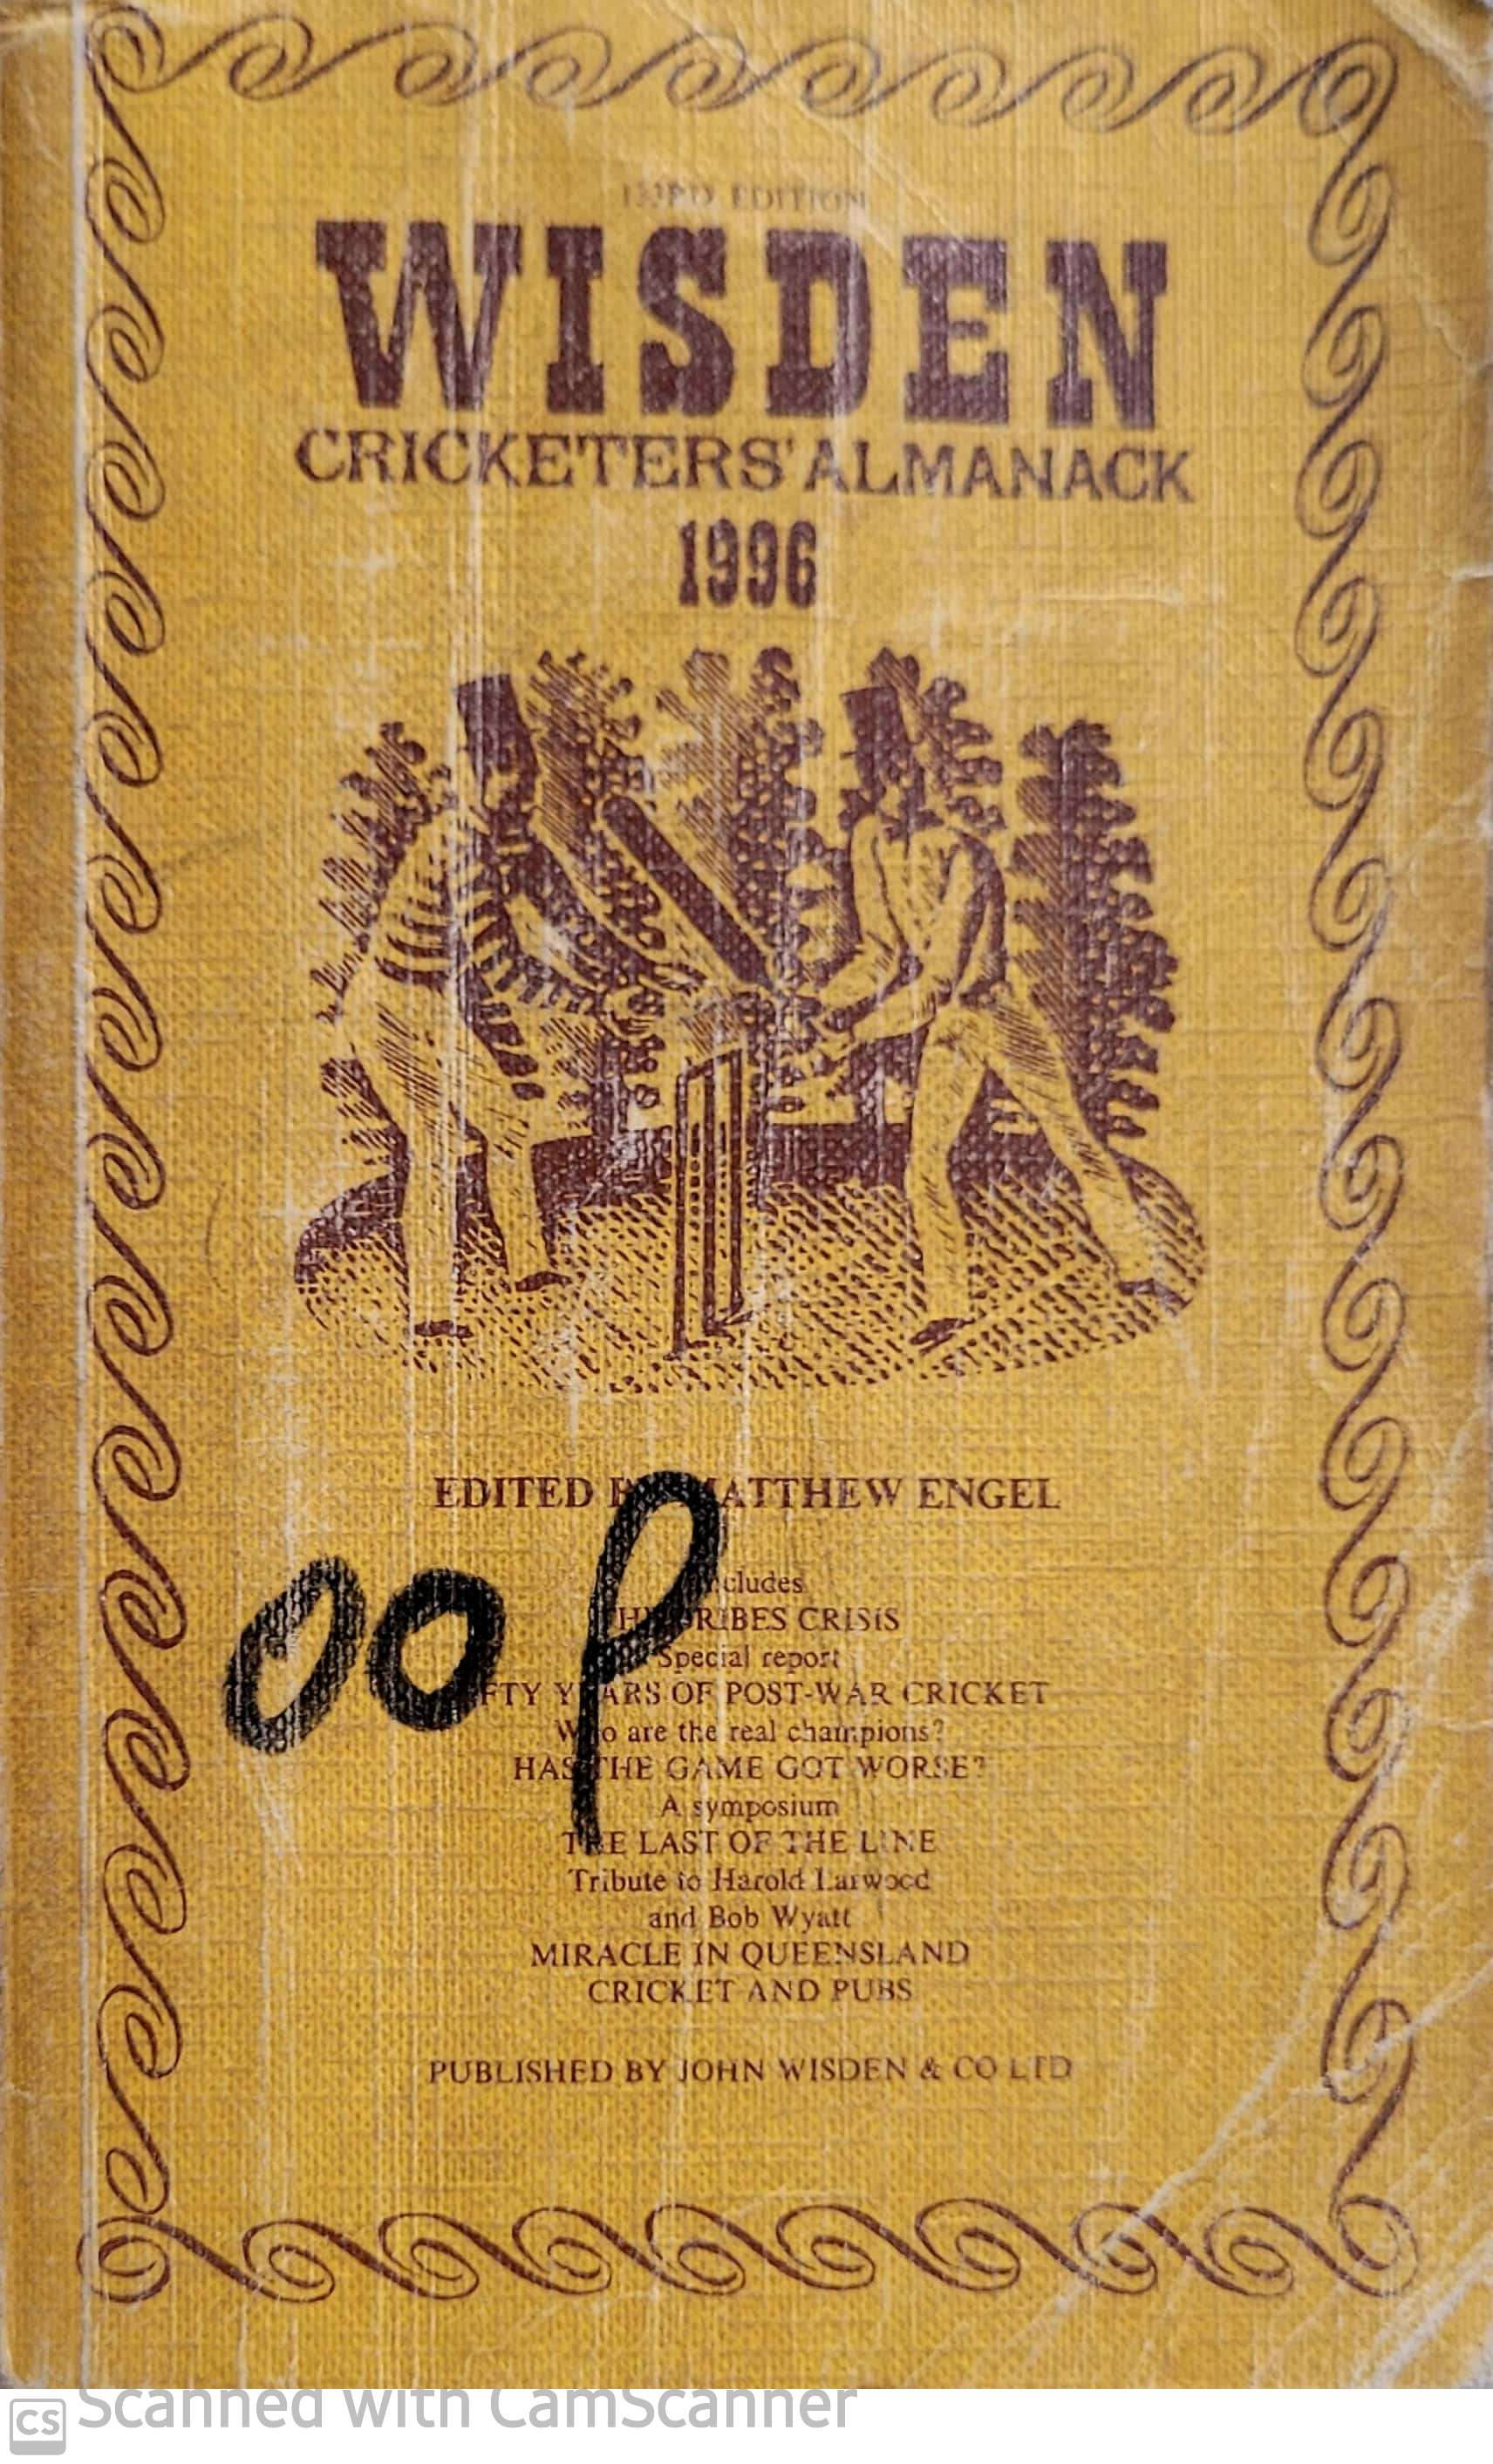 133RD EDITION
WISDEN
CRICKETERS' ALMANACK
1996
EDITED BY MATTHEW ENGEL
oop
Includes
THE BRIBES CRISIS
Special report
FIFTY YEARS OF POST-WAR CRICKET
Who are the real champions?
HAS THE GAME GOT WORSE?
A symposium
THE LAST OF THE LINE
Tribute to Harold Larwood
and Bob Wyatt
MIRACLE IN QUEENSLAND
CRICKET AND PUBS
PUBLISHED BY JOHN WISDEN & CO LTD
CS Scanned with CamScanner